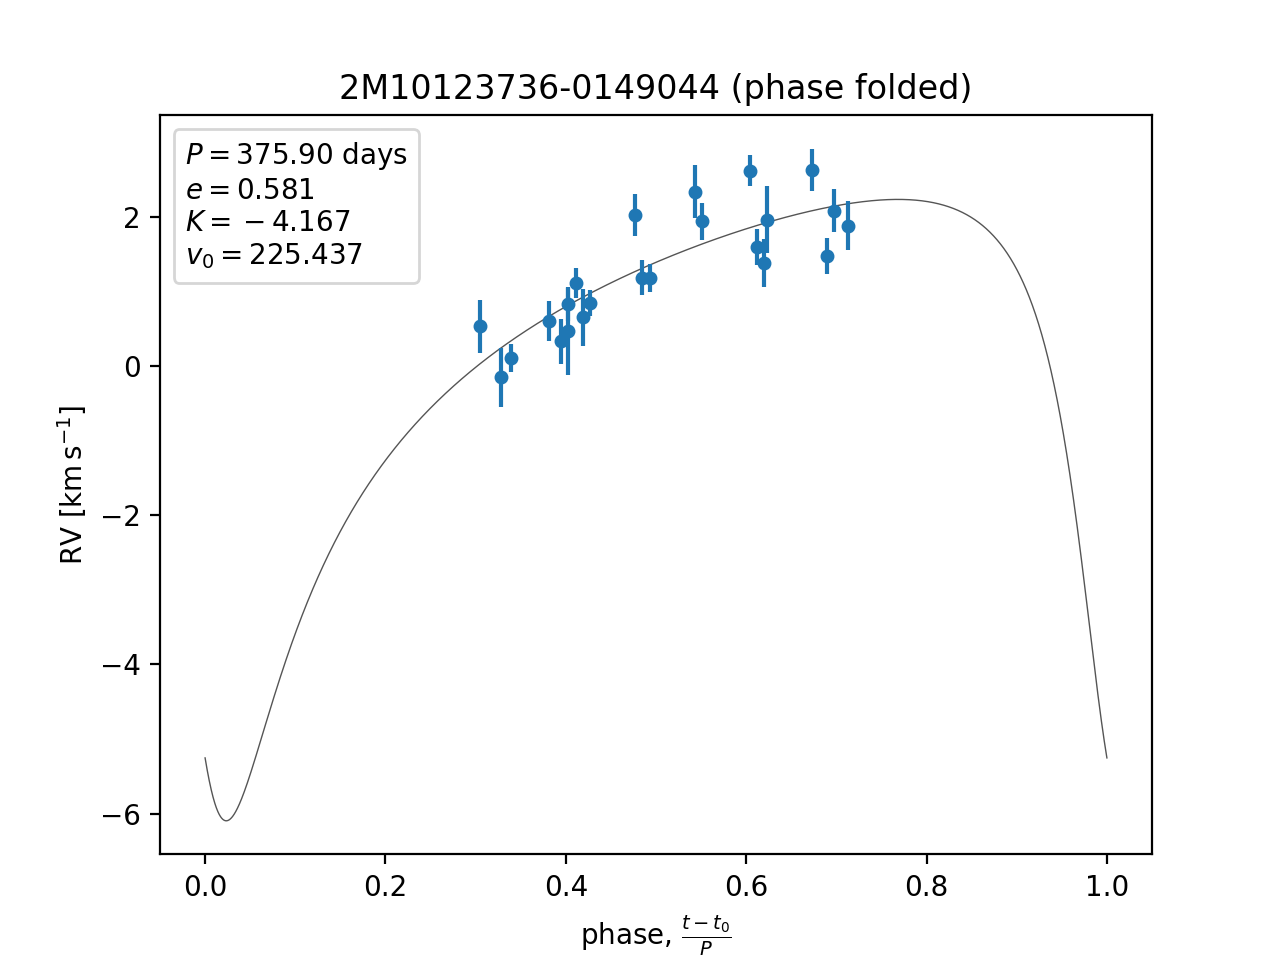 2M10123736-0149044 (phase folded)
P = 375.90 days
e = 0.581
K = −4.167
v₀ = 225.437
RV [km s⁻¹]
2
0
−2
−4
−6
0.0 0.2 0.4 0.6 0.8 1.0
phase, (t − t₀)/P